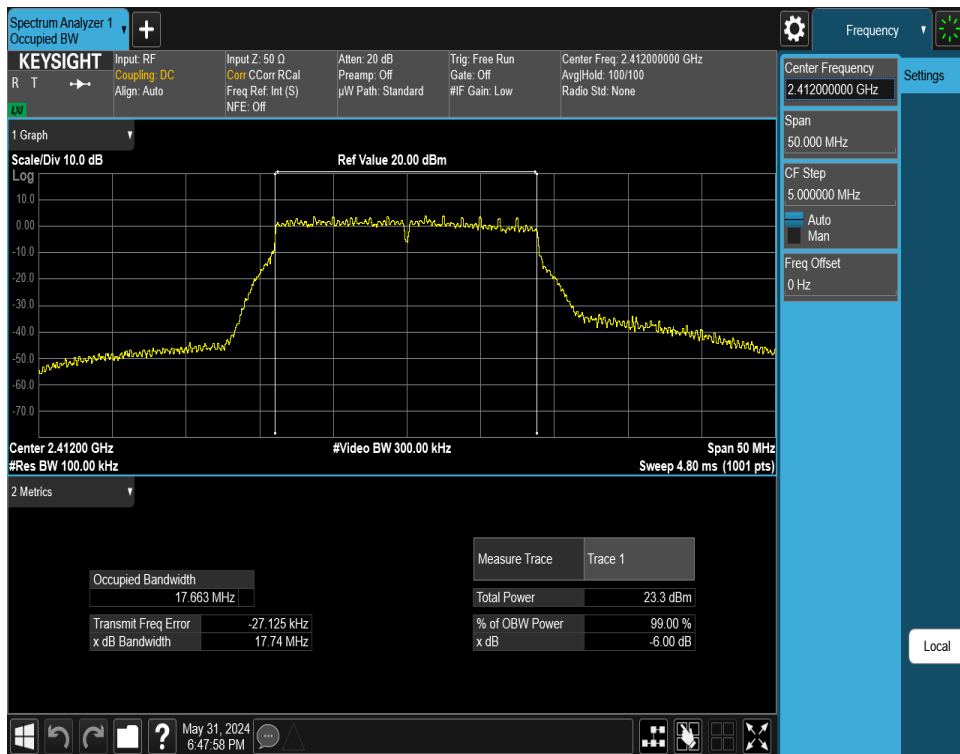 Spectrum Analyzer 1
Occupied BW
+
Frequency
KEYSIGHT
R T
LXI
Input: RF
Coupling: DC
Align: Auto
Input Z: 50 Ω
Corr CCorr RCal
Freq Ref: Int (S)
NFE: Off
Atten: 20 dB
Preamp: Off
µW Path: Standard
Trig: Free Run
Gate: Off
#IF Gain: Low
Center Freq: 2.412000000 GHz
Avg|Hold: 100/100
Radio Std: None
Center Frequency
2.412000000 GHz
Settings
Span
50.000 MHz
CF Step
5.000000 MHz
Auto
Man
Freq Offset
0 Hz
Local
1 Graph
Scale/Div 10.0 dB
Ref Value 20.00 dBm
Log
10.0
0.00
-10.0
-20.0
-30.0
-40.0
-50.0
-60.0
-70.0
Center 2.41200 GHz
#Video BW 300.00 kHz
Span 50 MHz
#Res BW 100.00 kHz
Sweep 4.80 ms (1001 pts)
2 Metrics
Occupied Bandwidth
17.663 MHz
Transmit Freq Error -27.125 kHz
x dB Bandwidth 17.74 MHz
Measure Trace Trace 1
Total Power 23.3 dBm
% of OBW Power 99.00 %
x dB -6.00 dB
?
May 31, 2024
6:47:58 PM